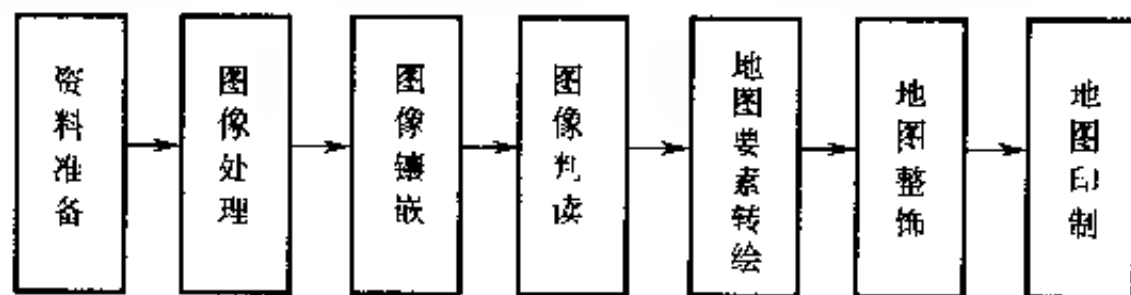 资料准备
图像处理
图像镶嵌
图像判读
地图要素转绘
地图整饰
地图印制